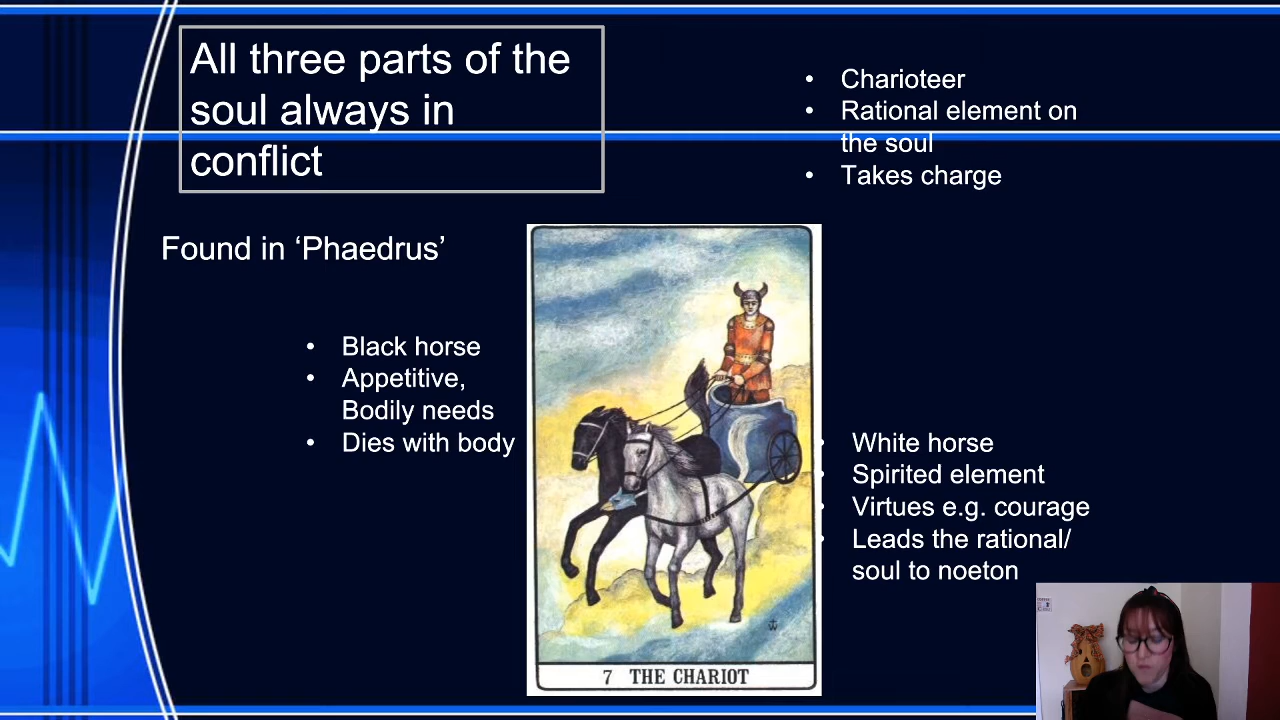 All three parts of the
soul always in
conflict
• Charioteer
• Rational element on
the soul
• Takes charge
Found in ‘Phaedrus’
• Black horse
• Appetitive,
Bodily needs
• Dies with body
• White horse
• Spirited element
• Virtues e.g. courage
• Leads the rational/
soul to noeton
7 THE CHARIOT